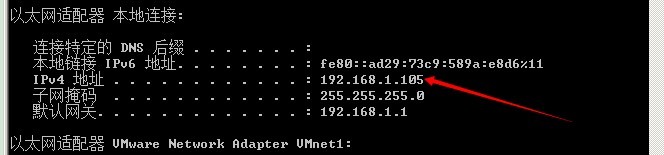 以太网适配器 本地连接:
连接特定的 DNS 后缀 . . . . . . . :
本地链接 IPv6 地址. . . . . . . . : fe80::ad29:73c9:589a:e8d6%11
IPv4 地址 . . . . . . . . . . . . : 192.168.1.105
子网掩码 . . . . . . . . . . . . : 255.255.255.0
默认网关. . . . . . . . . . . . . : 192.168.1.1
以太网适配器 VMware Network Adapter VMnet1: